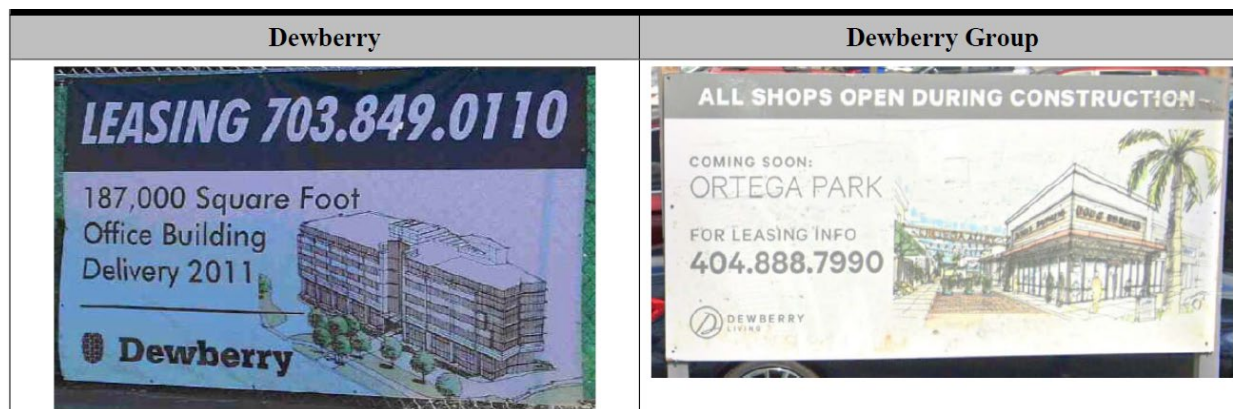 Dewberry
Dewberry Group
LEASING 703.849.0110
187,000 Square Foot
Office Building
Delivery 2011
Dewberry
ALL SHOPS OPEN DURING CONSTRUCTION
COMING SOON:
ORTEGA PARK
FOR LEASING INFO
404.888.7990
DEWBERRY
LIVING